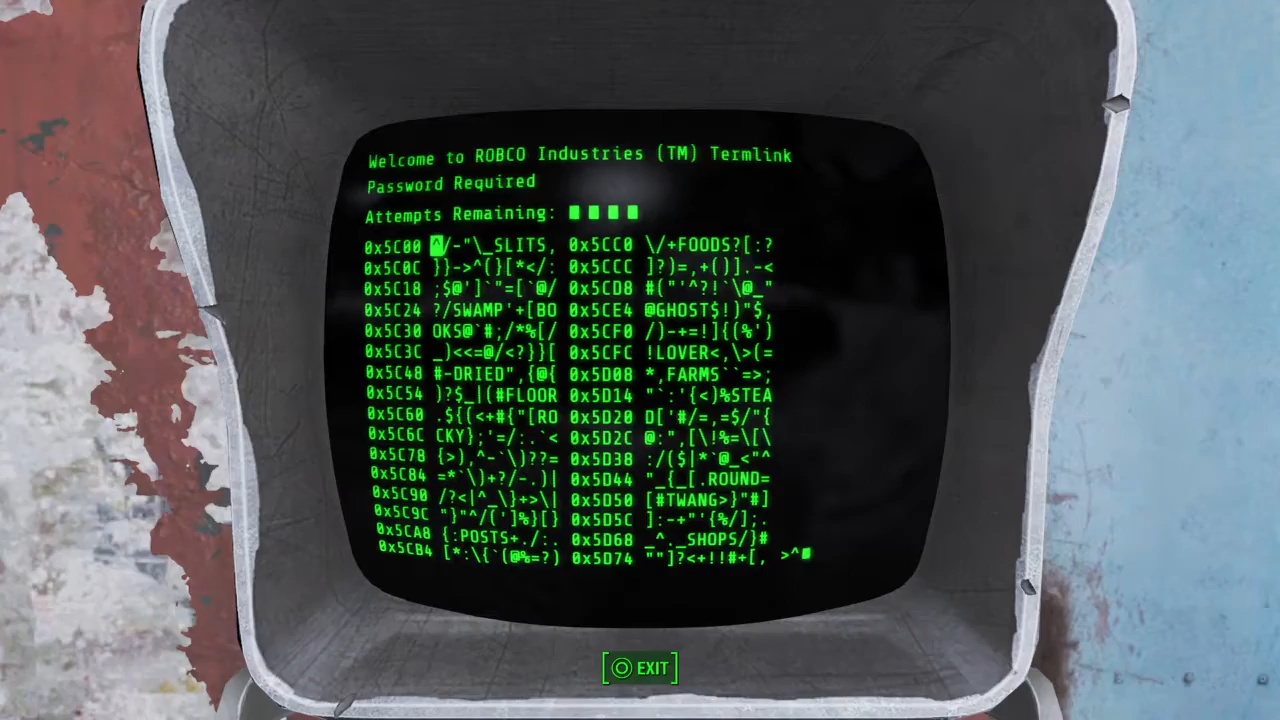 Welcome to ROBCO Industries (TM) Termlink
Password Required
Attempts Remaining: ■ ■ ■ ■
0x5C00 ^/-"\_SLITS, 0x5CC0 \/+FOODS?[:?
0x5C0C }}->^(}[*</: 0x5CCC ]?)=,+()].-<
0x5C18 ;$@']`"=[`@/ 0x5CD8 #("'^?!`\@_"
0x5C24 ?/SWAMP'+[BO 0x5CE4 @GHOST$!)"$,
0x5C30 OKS@`#;/*%[/ 0x5CF0 /)-+=!]{(%')
0x5C3C _)<<=@/<?}}[ 0x5CFC !LOVER<,\>(=
0x5C48 #-DRIED",{@{ 0x5D08 *,FARMS``=>;
0x5C54 )?$_|(#FLOOR 0x5D14 "`:'{<)%STEA
0x5C60 .${(<+#{"[RO 0x5D20 D['#/=,=$/"{
0x5C6C CKY};'=/:.`< 0x5D2C @:",[\!%=\[\
0x5C78 {>),^-`\)??= 0x5D38 :/($|*`@_<"^
0x5C84 =*`\)+?/-.)| 0x5D44 "_{_[.ROUND=
0x5C90 /?<|^_\}+>\| 0x5D50 [#TWANG>}"#]
0x5C9C "}"^/(']%}[} 0x5D5C ]:-+"'{%/];.
0x5CA8 {:POSTS+./:. 0x5D68 _^._SHOPS/}#
0x5CB4 [*:\{`(@%=?) 0x5D74 ""]?<+!!#+[, >^■
EXIT